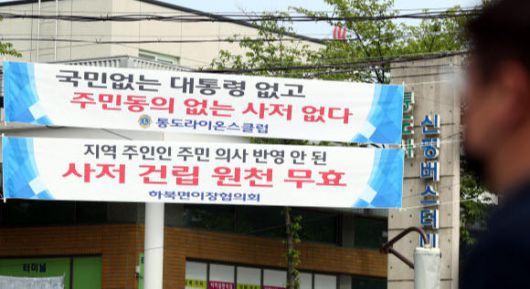 국민없는 대통령 없고
주민동의 없는 사저 없다
통도라이온스클럽
지역 주인인 주민 의사 반영 안 된
사저 건립 원천 무효
하북면이장협의회
신평버스터미
터미널